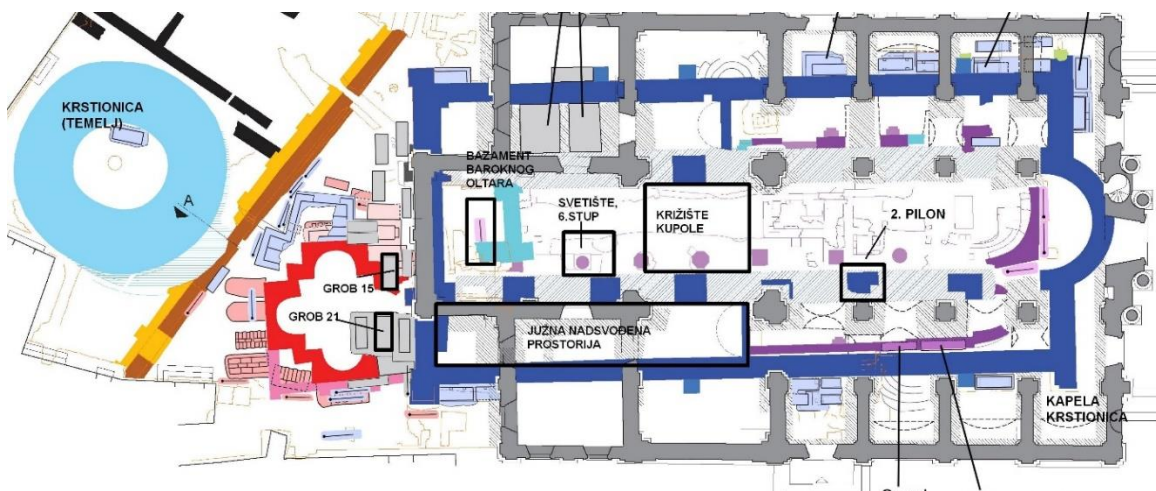 KRSTIONICA
(TEMELJ)
A
BAZAMENT
BAROKNOG
OLTARA
SVETIŠTE,
6.STUP
KRIŽIŠTE
KUPOLE
2. PILON
GROB 15
GROB 21
JUŽNA NADSVOĐENA
PROSTORIJA
KAPELA
KRSTIONICA